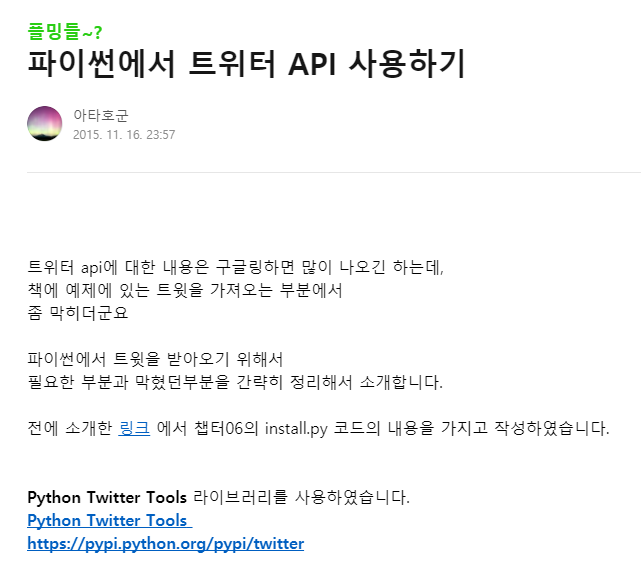 플밍들~?
파이썬에서 트위터 API 사용하기
아타호군
2015. 11. 16. 23:57
트위터 api에 대한 내용은 구글링하면 많이 나오긴 하는데,
책에 예제에 있는 트윗을 가져오는 부분에서
좀 막히더군요
파이썬에서 트윗을 받아오기 위해서
필요한 부분과 막혔던부분을 간략히 정리해서 소개합니다.
전에 소개한 링크 에서 챕터06의 install.py 코드의 내용을 가지고 작성하였습니다.
Python Twitter Tools 라이브러리를 사용하였습니다.
Python Twitter Tools
https://pypi.python.org/pypi/twitter